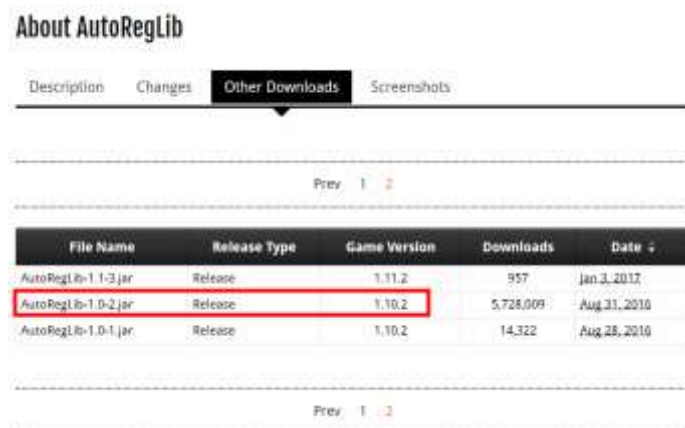 About AutoRegLib
Description Changes Other Downloads Screenshots
Prev 1 2
File Name Release Type Game Version Downloads Date
AutoRegLib-1.1-3.jar Release 1.11.2 957 Jan 3, 2017
AutoRegLib-1.0-2.jar Release 1.10.2 5,728,009 Aug 31, 2016
AutoRegLib-1.0-1.jar Release 1.10.2 14,322 Aug 28, 2016
Prev 1 2